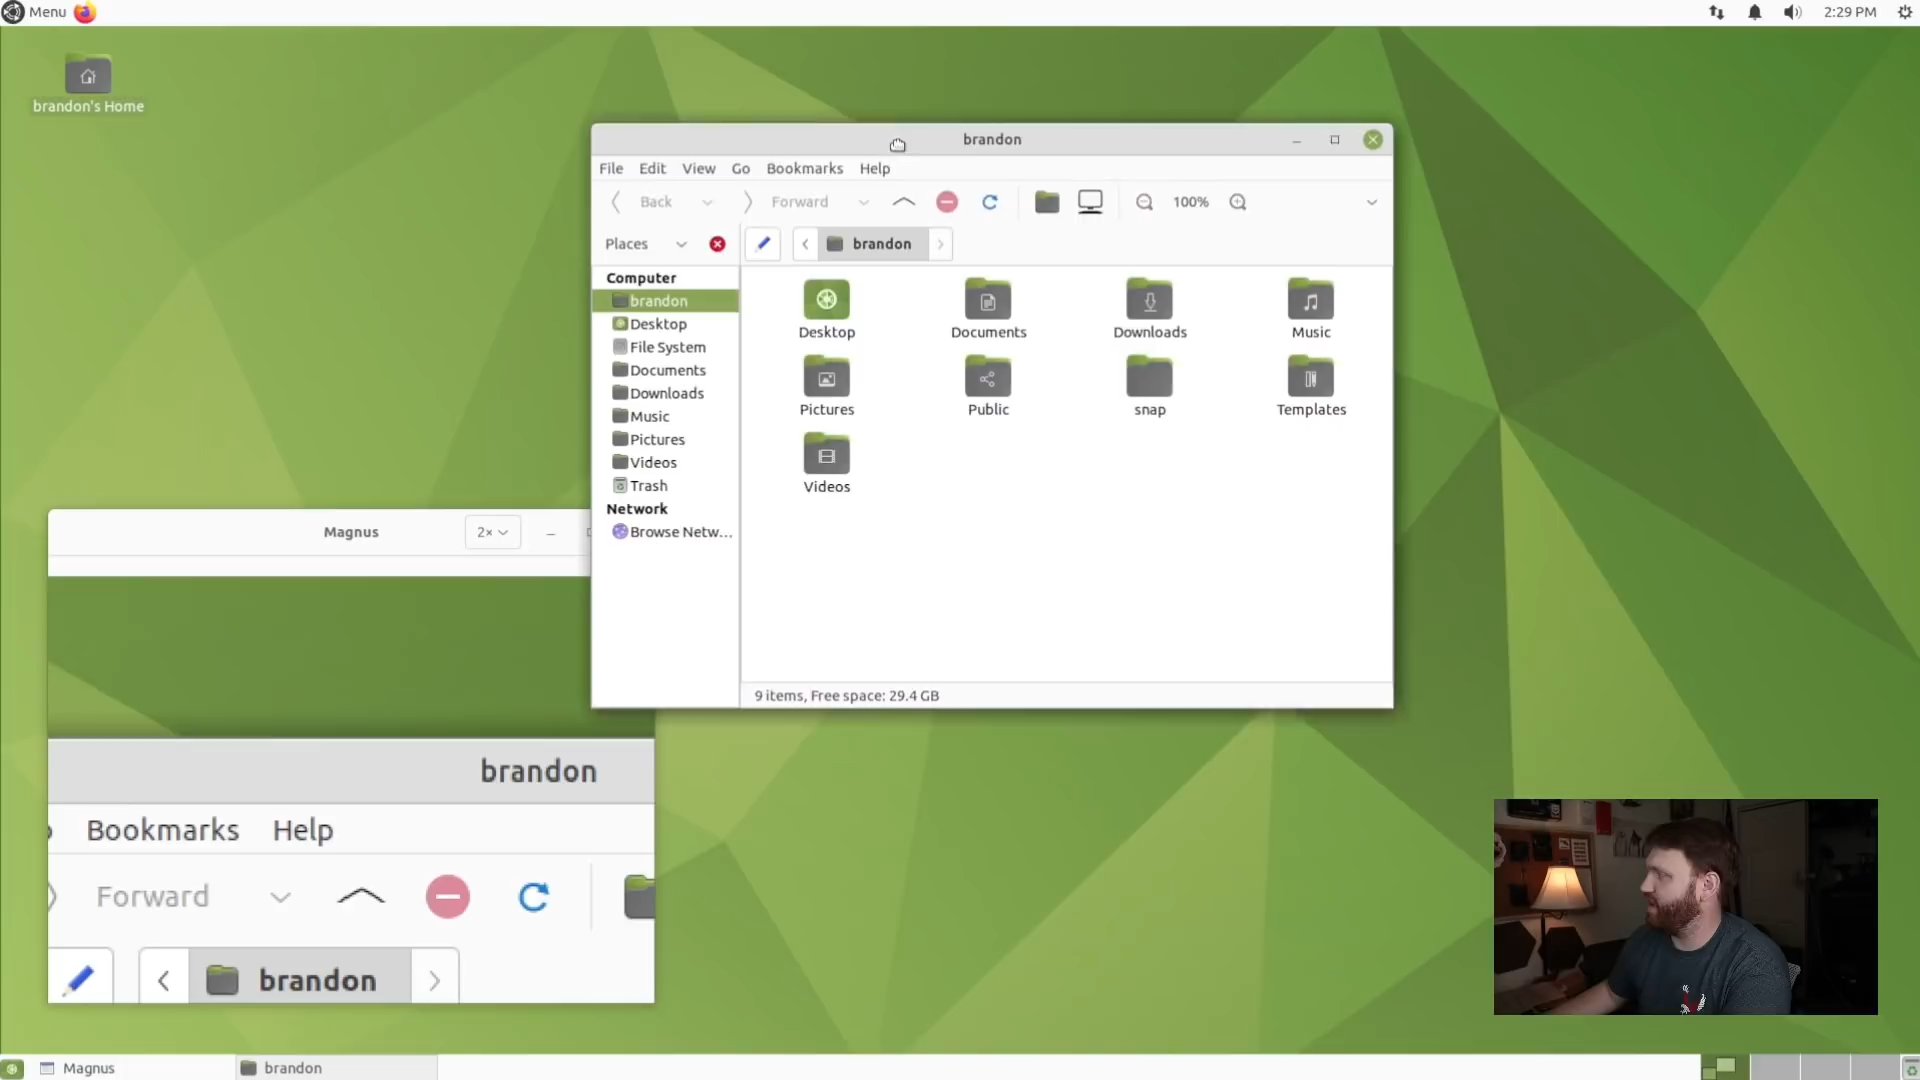 Menu
2:29 PM
brandon's Home
brandon
File Edit View Go Bookmarks Help
Back Forward 100%
Places brandon
Computer
brandon
Desktop
File System
Documents
Downloads
Music
Pictures
Videos
Trash
Network
Browse Netw...
Desktop Documents Downloads Music
Pictures Public snap Templates
Videos
9 items, Free space: 29.4 GB
Magnus 2×
brandon
Bookmarks Help
Forward
brandon
Magnus brandon